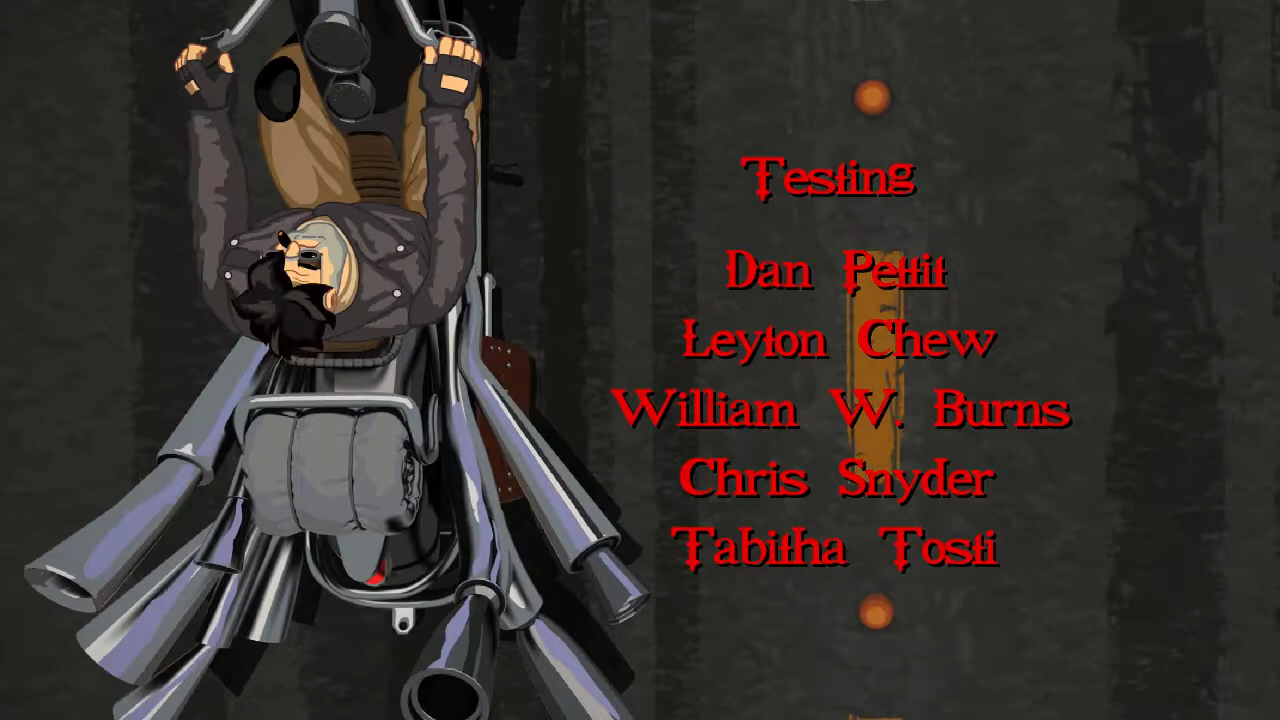 Testing
Dan Pettit
Leyton Chew
William W. Burns
Chris Snyder
Tabitha Tosti